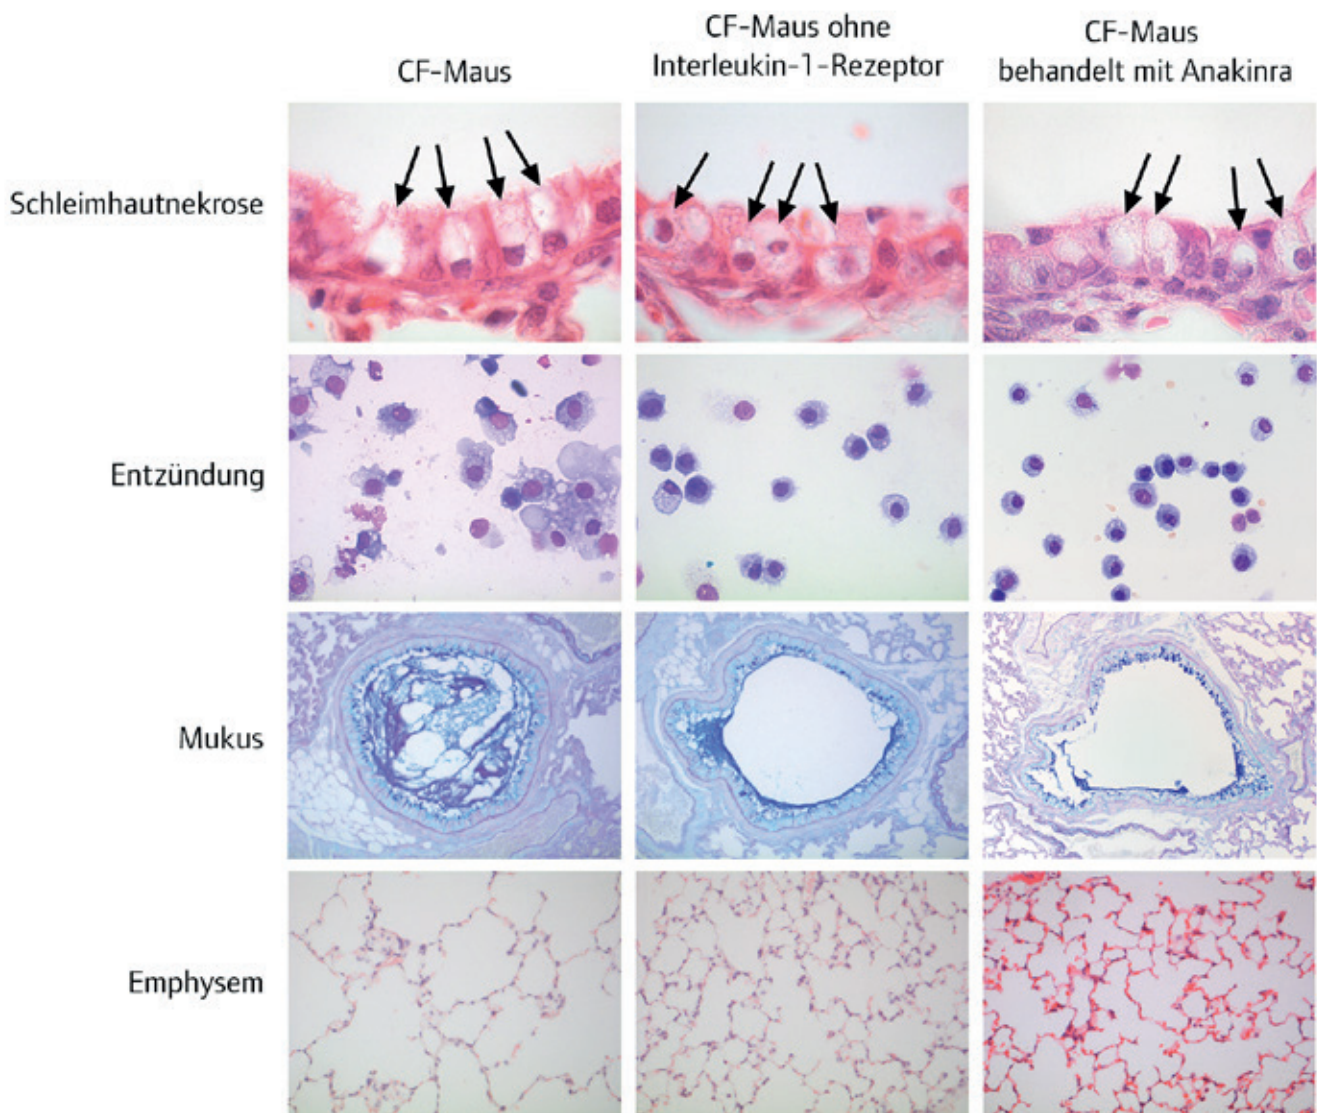 CF-Maus
CF-Maus ohne
Interleukin-1-Rezeptor
CF-Maus
behandelt mit Anakinra
Schleimhautnekrose
Entzündung
Mukus
Emphysem